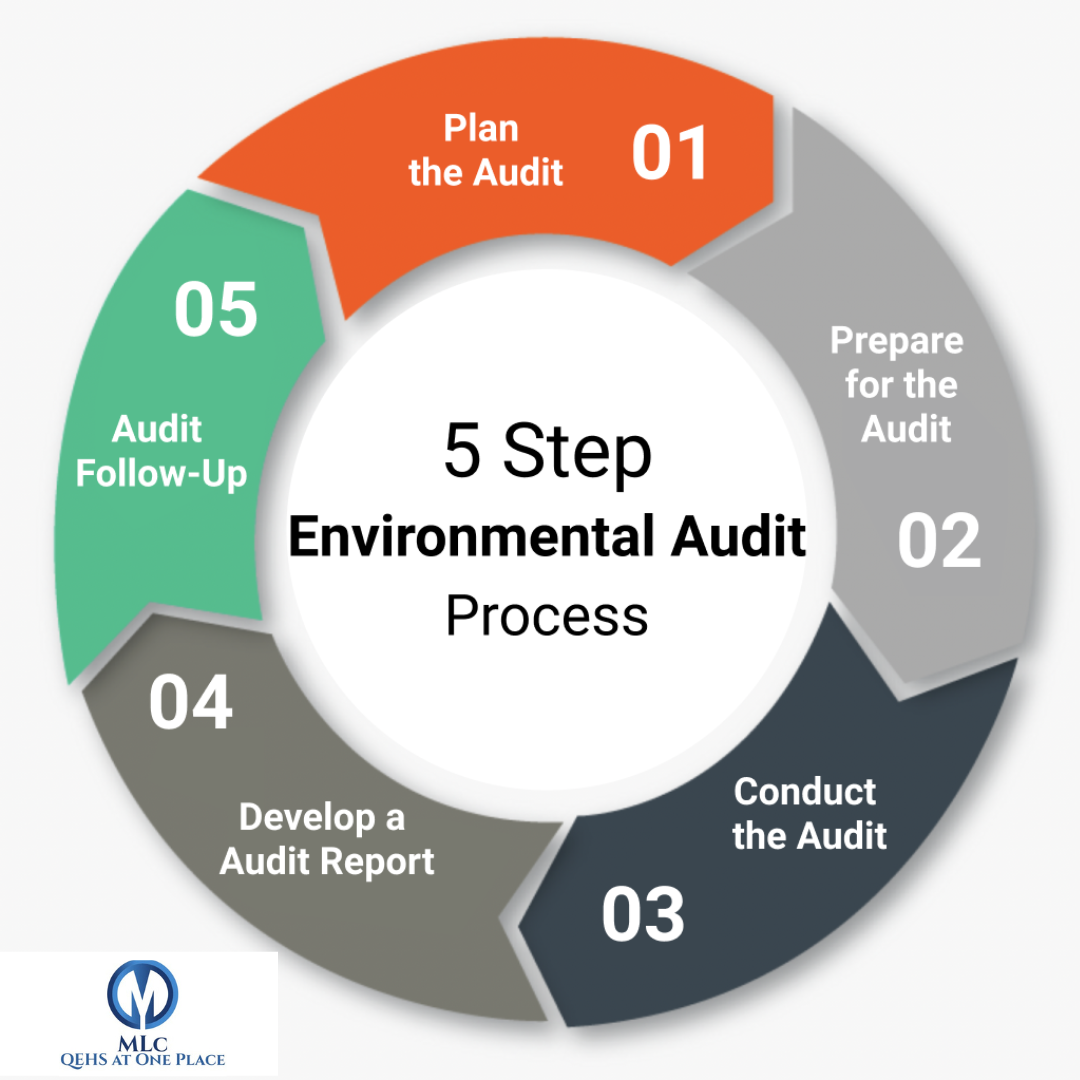 5 Step
Environmental Audit
Process
Plan
the Audit
01
Prepare
for the
Audit
02
Conduct
the Audit
03
04
Develop a
Audit Report
05
Audit
Follow-Up
M
MLC
QEHS AT ONE PLACE